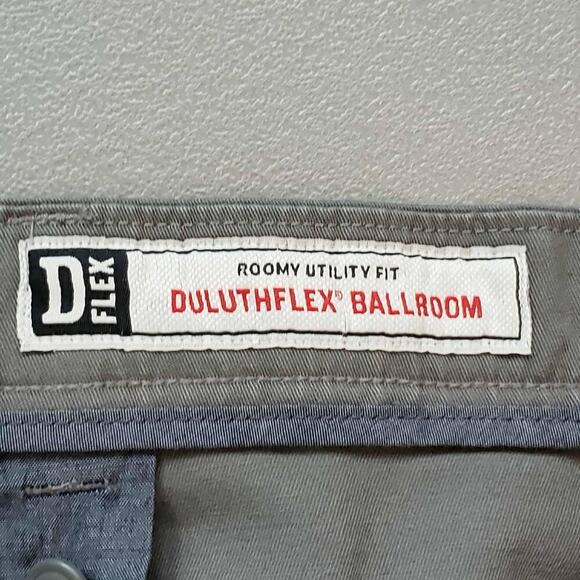 D FLEX
ROOMY UTILITY FIT
DULUTHFLEX® BALLROOM